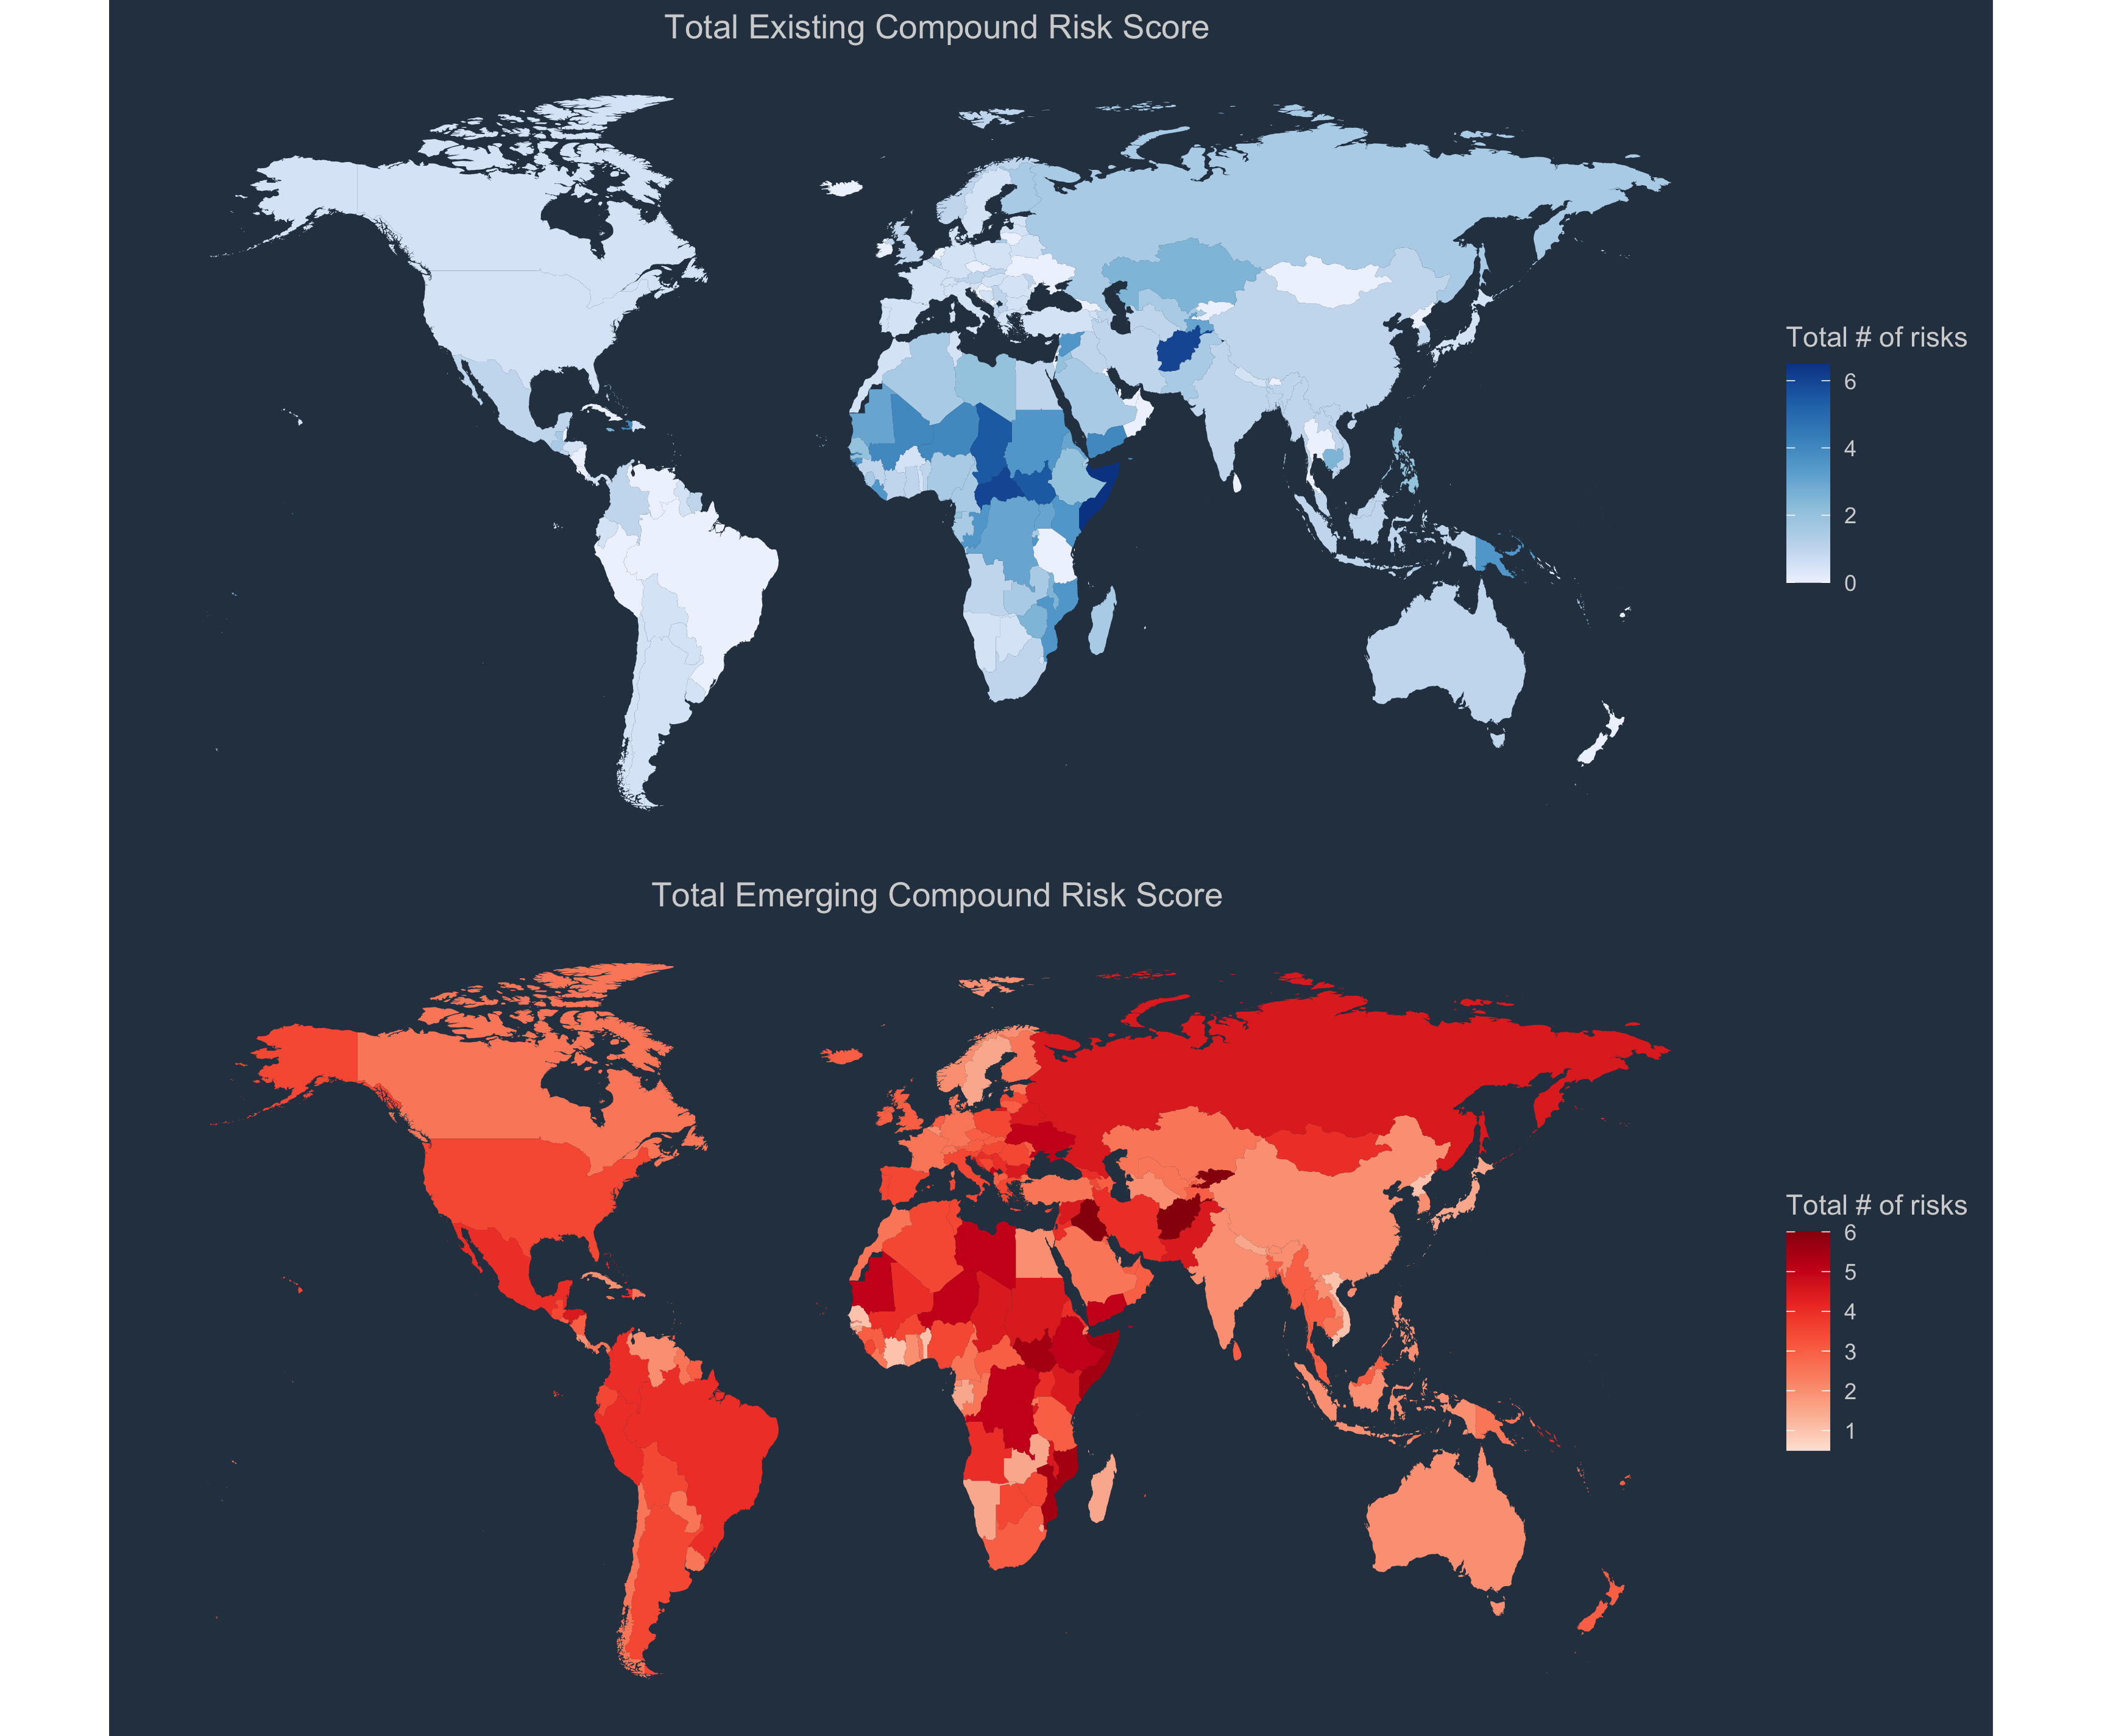 Total Existing Compound Risk Score
Total # of risks
6
4
2
0
Total Emerging Compound Risk Score
Total # of risks
6
5
4
3
2
1